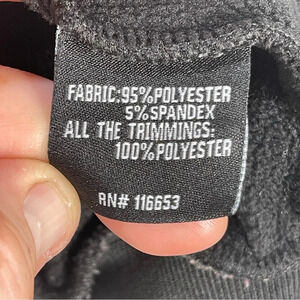 FABRIC:95%POLYESTER
5%SPANDEX
ALL THE TRIMMINGS:
100%POLYESTER
RN# 116653